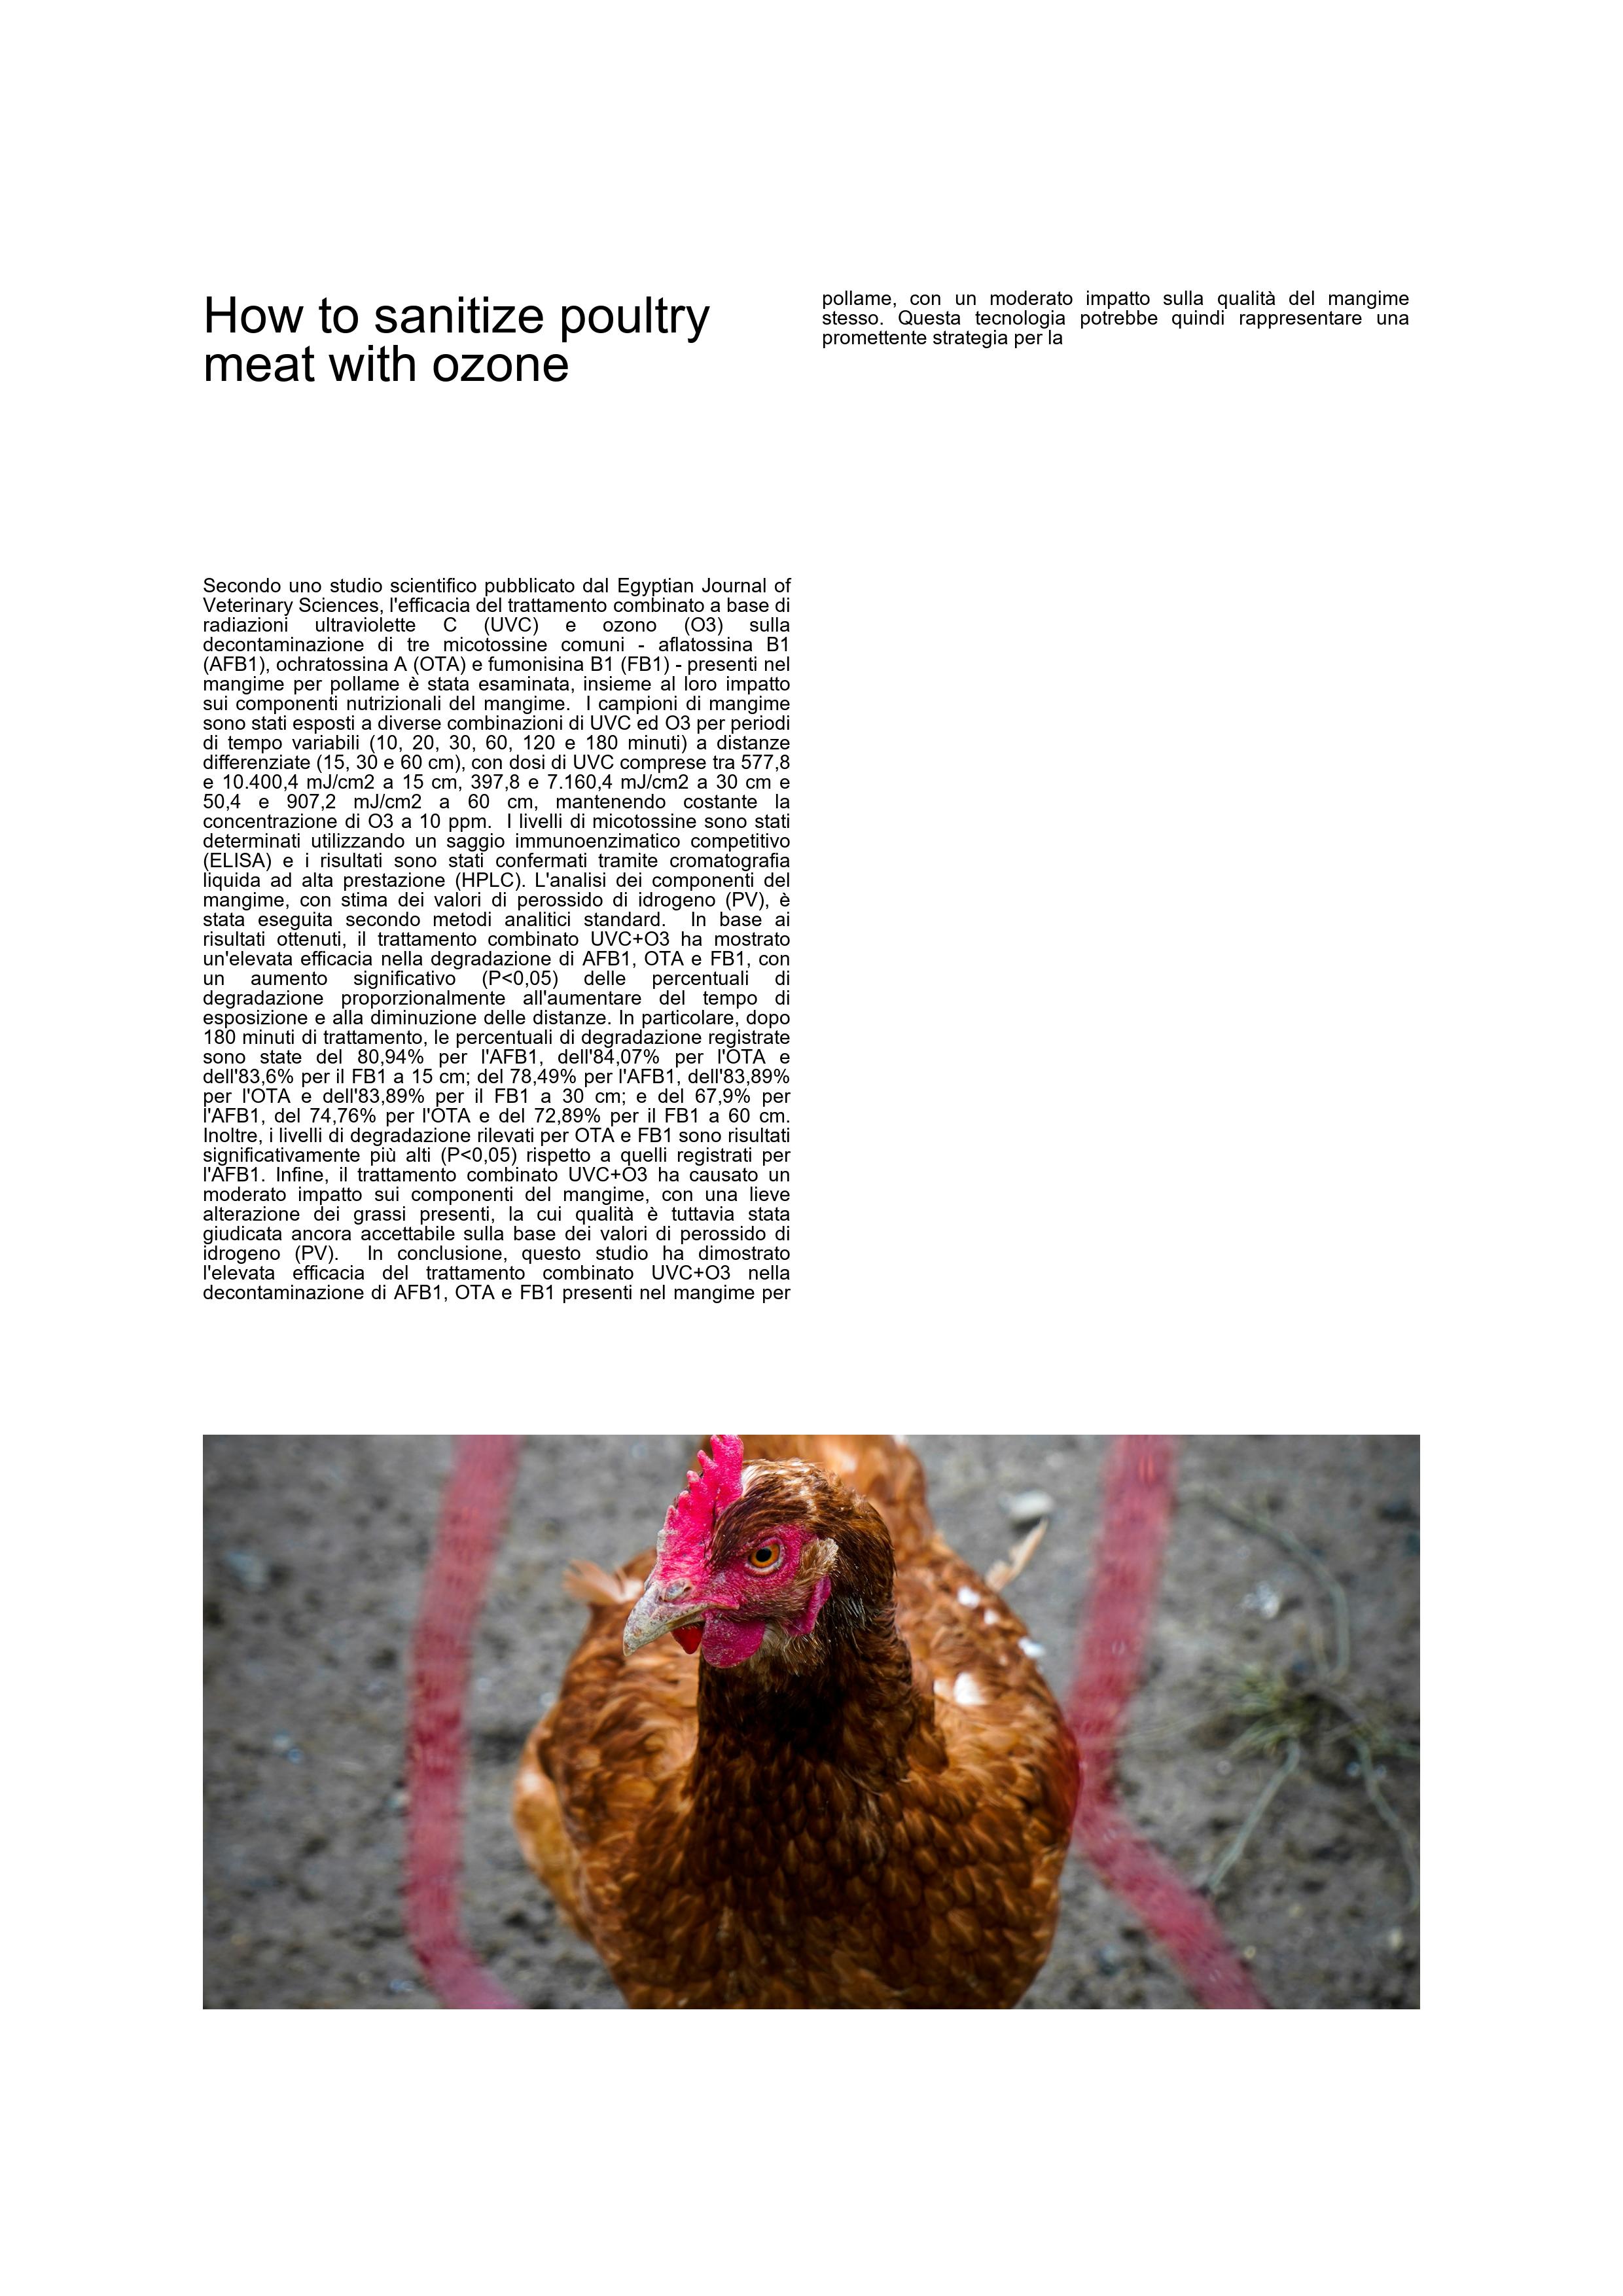 How to sanitize poultry
meat with ozone
Secondo uno studio scientifico pubblicato dal Egyptian Journal of
Veterinary Sciences, l'efficacia del trattamento combinato a base di
radiazioni ultraviolette C (UVC) e ozono (O3) sulla
decontaminazione di tre micotossine comuni - aflatossina B1
(AFB1), ochratossina A (OTA) e fumonisina B1 (FB1) - presenti nel
mangime per pollame è stata esaminata, insieme al loro impatto
sui componenti nutrizionali del mangime. I campioni di mangime
sono stati esposti a diverse combinazioni di UVC ed O3 per periodi
di tempo variabili (10, 20, 30, 60, 120 e 180 minuti) a distanze
differenziate (15, 30 e 60 cm), con dosi di UVC comprese tra 577,8
e 10.400,4 mJ/cm2 a 15 cm, 397,8 e 7.160,4 mJ/cm2 a 30 cm e
50,4 e 907,2 mJ/cm2 a 60 cm, mantenendo costante la
concentrazione di O3 a 10 ppm. I livelli di micotossine sono stati
determinati utilizzando un saggio immunoenzimatico competitivo
(ELISA) e i risultati sono stati confermati tramite cromatografia
liquida ad alta prestazione (HPLC). L'analisi dei componenti del
mangime, con stima dei valori di perossido di idrogeno (PV), è
stata eseguita secondo metodi analitici standard. In base ai
risultati ottenuti, il trattamento combinato UVC+O3 ha mostrato
un'elevata efficacia nella degradazione di AFB1, OTA e FB1, con
un aumento significativo (P<0,05) delle percentuali di
degradazione proporzionalmente all'aumentare del tempo di
esposizione e alla diminuzione delle distanze. In particolare, dopo
180 minuti di trattamento, le percentuali di degradazione registrate
sono state del 80,94% per l'AFB1, dell'84,07% per l'OTA e
dell'83,6% per il FB1 a 15 cm; del 78,49% per l'AFB1, dell'83,89%
per l'OTA e dell'83,89% per il FB1 a 30 cm; e del 67,9% per
l'AFB1, del 74,76% per l'OTA e del 72,89% per il FB1 a 60 cm.
Inoltre, i livelli di degradazione rilevati per OTA e FB1 sono risultati
significativamente più alti (P<0,05) rispetto a quelli registrati per
l'AFB1. Infine, il trattamento combinato UVC+O3 ha causato un
moderato impatto sui componenti del mangime, con una lieve
alterazione dei grassi presenti, la cui qualità è tuttavia stata
giudicata ancora accettabile sulla base dei valori di perossido di
idrogeno (PV). In conclusione, questo studio ha dimostrato
l'elevata efficacia del trattamento combinato UVC+O3 nella
decontaminazione di AFB1, OTA e FB1 presenti nel mangime per
pollame, con un moderato impatto sulla qualità del mangime
stesso. Questa tecnologia potrebbe quindi rappresentare una
promettente strategia per la